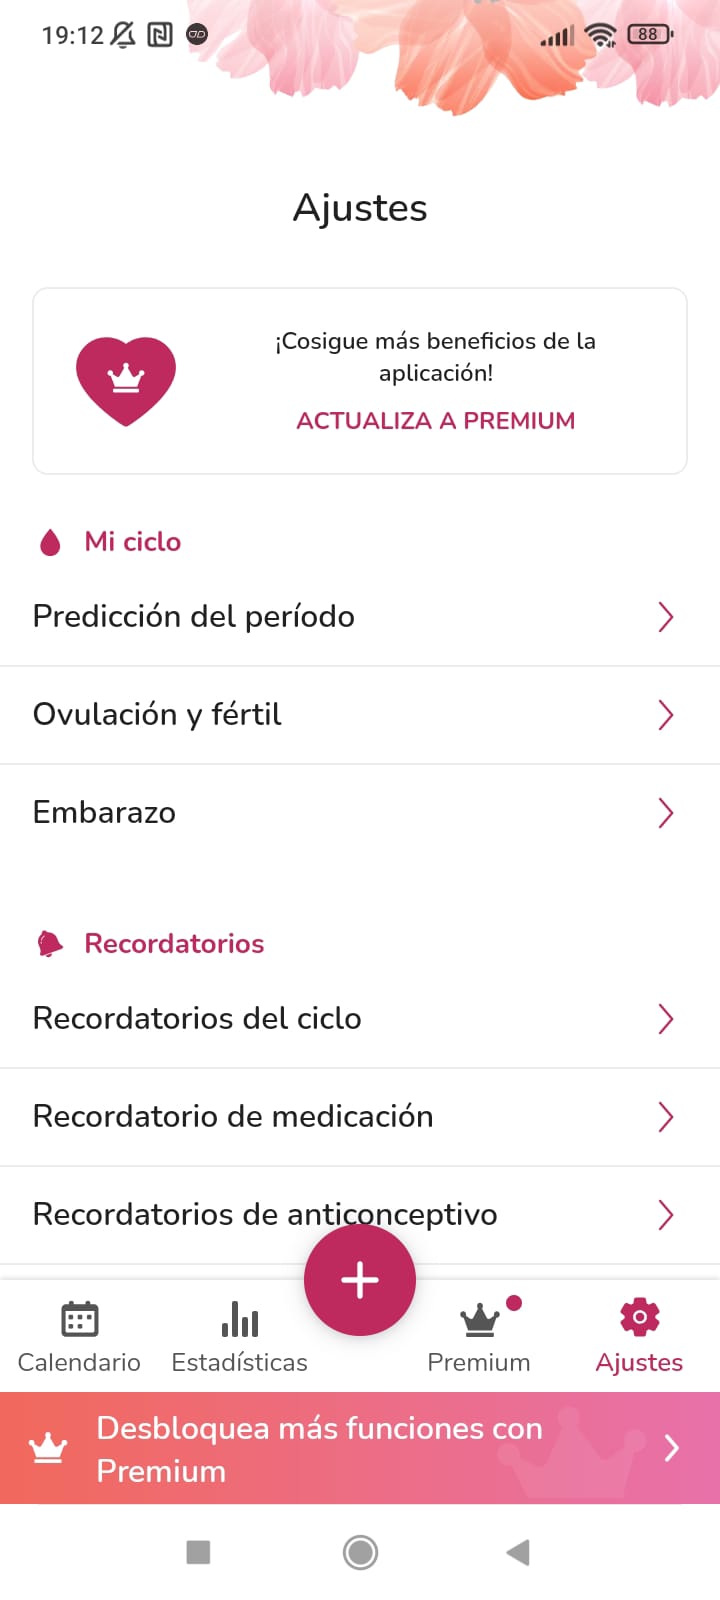 19:12
88
Ajustes
¡Cosigue más beneficios de la
aplicación!
ACTUALIZA A PREMIUM
Mi ciclo
Predicción del período
Ovulación y fértil
Embarazo
Recordatorios
Recordatorios del ciclo
Recordatorio de medicación
Recordatorios de anticonceptivo
Calendario
Estadísticas
Premium
Ajustes
Desbloquea más funciones con
Premium